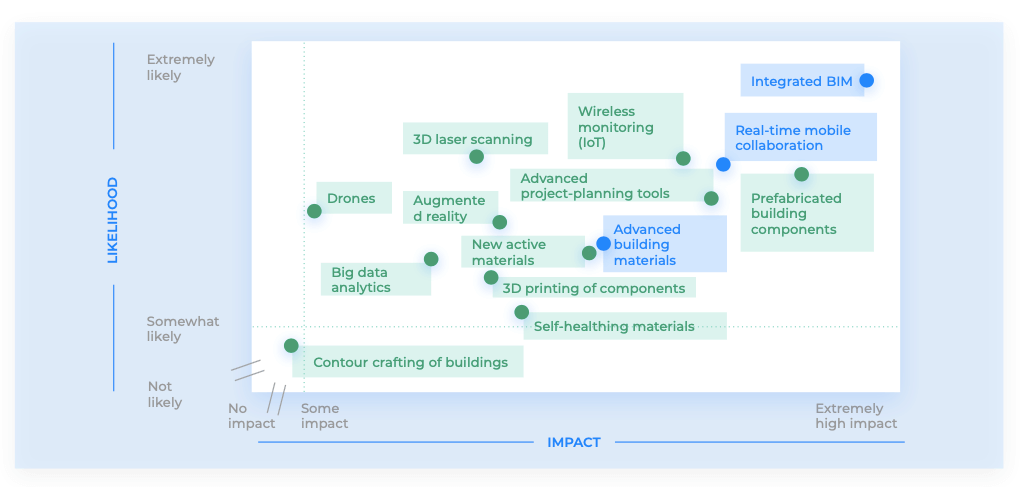 Extremely
likely
LIKELIHOOD
Somewhat
likely
Not
likely
Integrated BIM
Wireless
monitoring
(IoT)
Real-time mobile
collaboration
3D laser scanning
Advanced
project-planning tools
Prefabricated
building
components
Drones
Augmente
d reality
Advanced
building
materials
New active
materials
Big data
analytics
3D printing of components
Self-healthing materials
Contour crafting of buildings
No
impact
Some
impact
Extremely
high impact
IMPACT